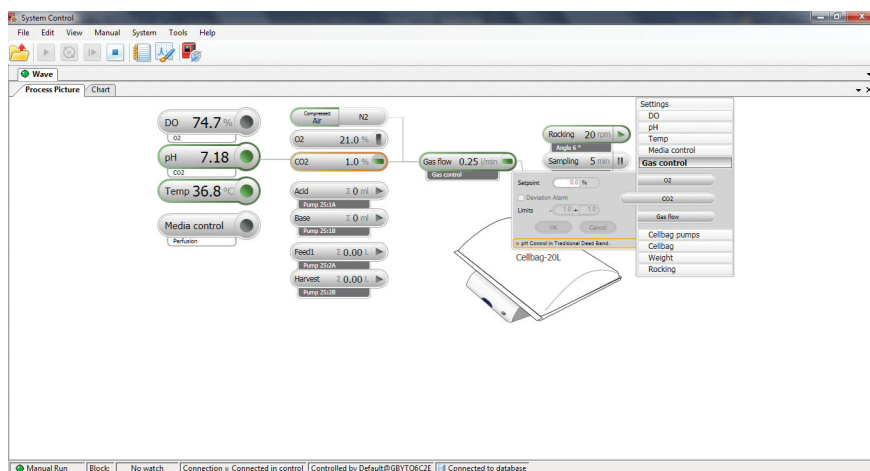 System Control
File Edit View Manual System Tools Help
Wave
Process Picture Chart
DO 74.7 %
O2
pH 7.18
CO2
Temp 36.8 °C
Media control
Perfusion
Compressed Air N2
O2 21.0 %
CO2 1.0 %
Acid Σ 0 ml
Pump 25:1A
Base Σ 0 ml
Pump 25:1B
Feed1 Σ 0.00 L
Pump 25:2A
Harvest Σ 0.00 L
Pump 25:2B
Gas flow 0.25 l/min
Gas control
Rocking 20 rpm
Angle 6 °
Sampling 5 min
Setpoint 0.0 %
Deviation Alarm
Limits - 1.0 + 1.0
OK Cancel
pH Control in Traditional Dead Band.
Cellbag-20L
Settings
DO
pH
Temp
Media control
Gas control
O2
CO2
Gas flow
Cellbag pumps
Cellbag
Weight
Rocking
Manual Run Block: No watch Connection = Connected in control Controlled by Default@GBYTO6C2E Connected to database